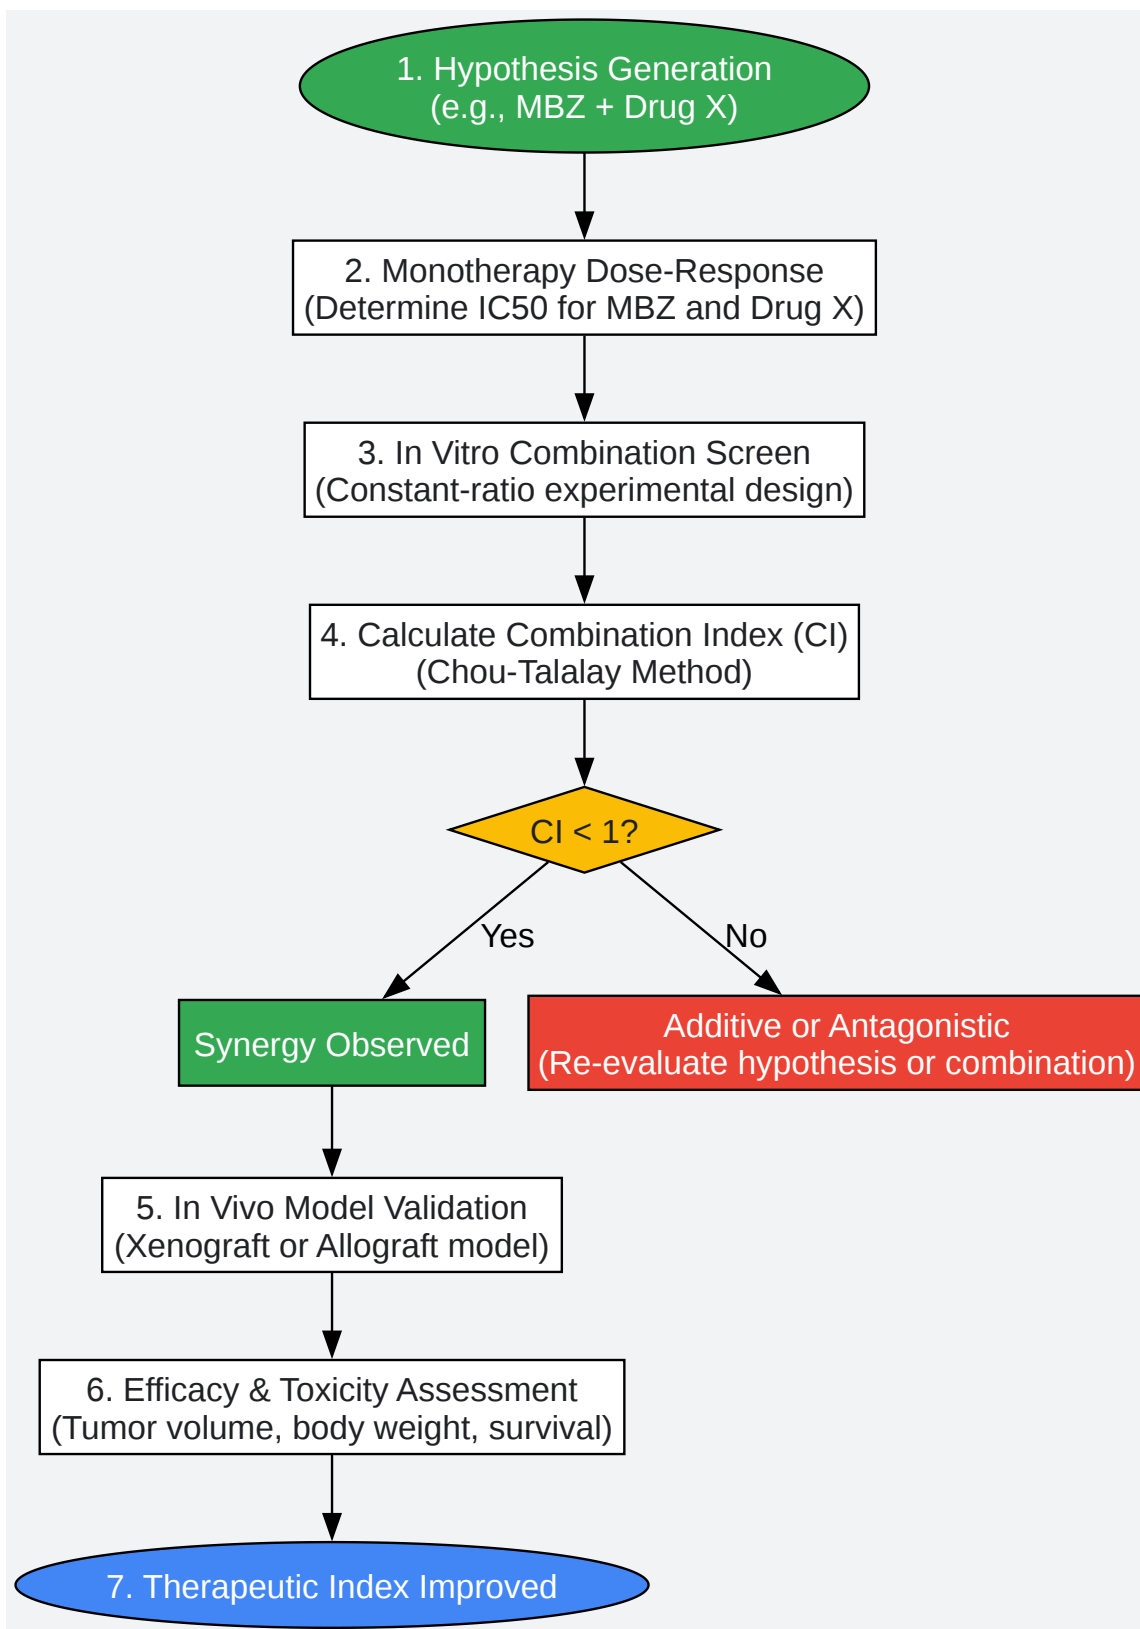 1. Hypothesis Generation
(e.g., MBZ + Drug X)
2. Monotherapy Dose-Response
(Determine IC50 for MBZ and Drug X)
3. In Vitro Combination Screen
(Constant-ratio experimental design)
4. Calculate Combination Index (CI)
(Chou-Talalay Method)
CI < 1?
Yes
No
Synergy Observed
Additive or Antagonistic
(Re-evaluate hypothesis or combination)
5. In Vivo Model Validation
(Xenograft or Allograft model)
6. Efficacy & Toxicity Assessment
(Tumor volume, body weight, survival)
7. Therapeutic Index Improved